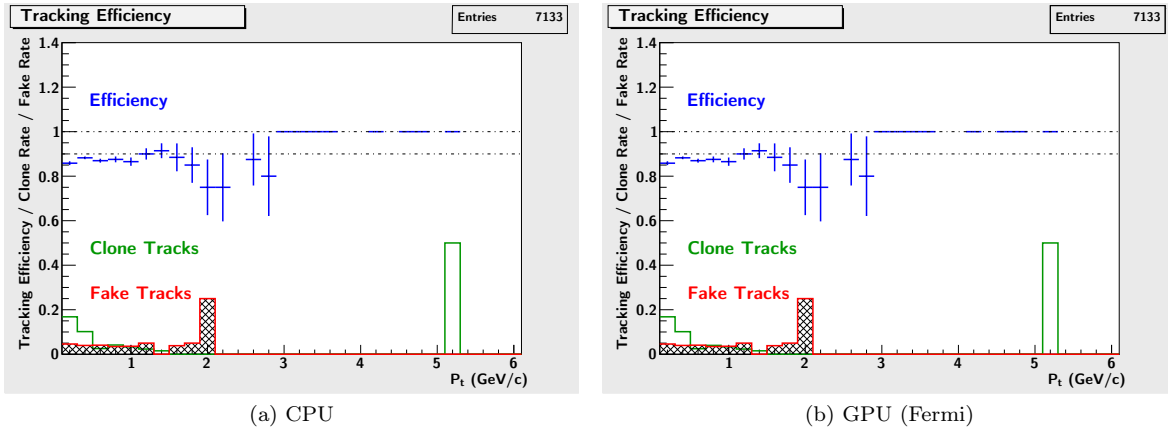 Tracking Efficiency
Entries 7133
Tracking Efficiency / Clone Rate / Fake Rate
1.4
1.2
1
0.8
0.6
0.4
0.2
0
Efficiency
Clone Tracks
Fake Tracks
1 2 3 4 5 6
Pt (GeV/c)
(a) CPU
Tracking Efficiency
Entries 7133
Tracking Efficiency / Clone Rate / Fake Rate
1.4
1.2
1
0.8
0.6
0.4
0.2
0
Efficiency
Clone Tracks
Fake Tracks
1 2 3 4 5 6
Pt (GeV/c)
(b) GPU (Fermi)